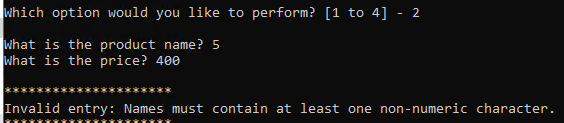 Which option would you like to perform? [1 to 4] - 2
What is the product name? 5
What is the price? 400
*********************
Invalid entry: Names must contain at least one non-numeric character.
*********************